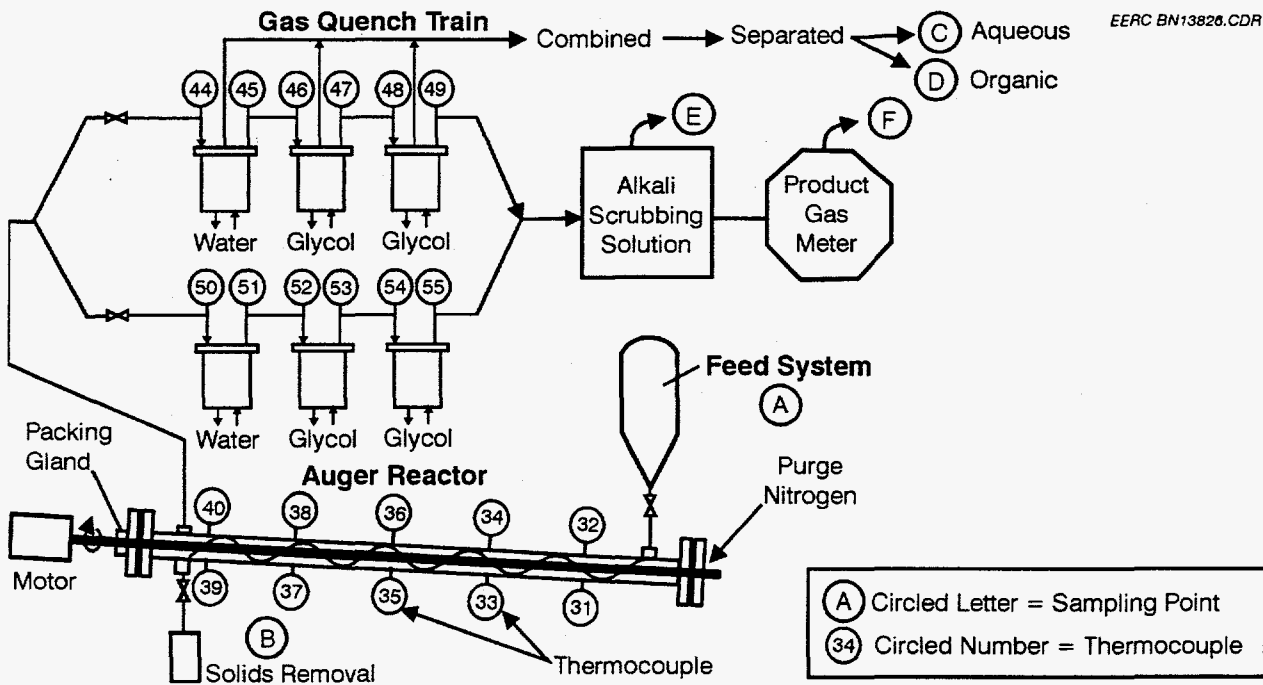 EERC BN13826.CDR
Gas Quench Train
Combined
Separated
C Aqueous
D Organic
44 45 46 47 48 49
E
F
Alkali
Scrubbing
Solution
Product
Gas
Meter
Water Glycol Glycol
50 51 52 53 54 55
Feed System
A
Water Glycol Glycol
Packing
Gland
Auger Reactor
Purge
Nitrogen
40 38 36 34 32
Motor
39 37 35 33 31
B
Solids Removal
Thermocouple
A Circled Letter = Sampling Point
34 Circled Number = Thermocouple